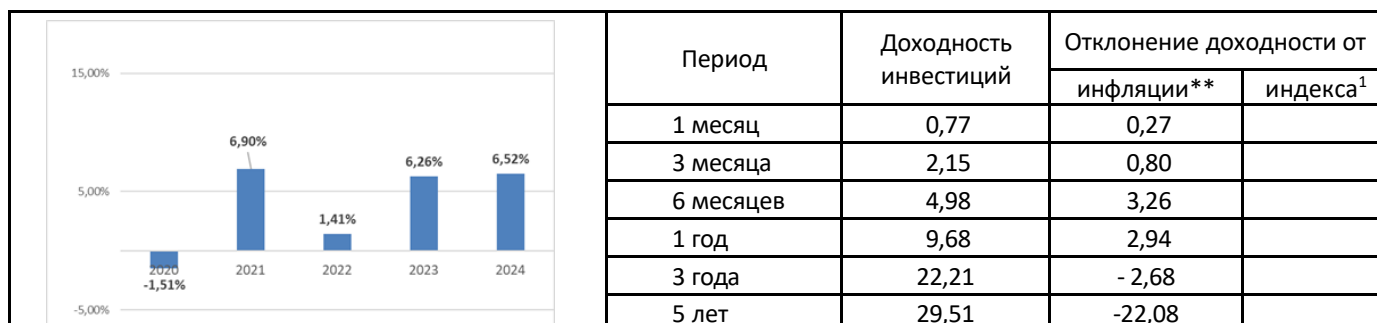 15,00%
5,00%
-5,00%
-1,51%
6,90%
1,41%
6,26%
6,52%
2020 2021 2022 2023 2024
Период Доходность инвестиций Отклонение доходности от
инфляции** индекса¹
1 месяц 0,77 0,27
3 месяца 2,15 0,80
6 месяцев 4,98 3,26
1 год 9,68 2,94
3 года 22,21 - 2,68
5 лет 29,51 -22,08